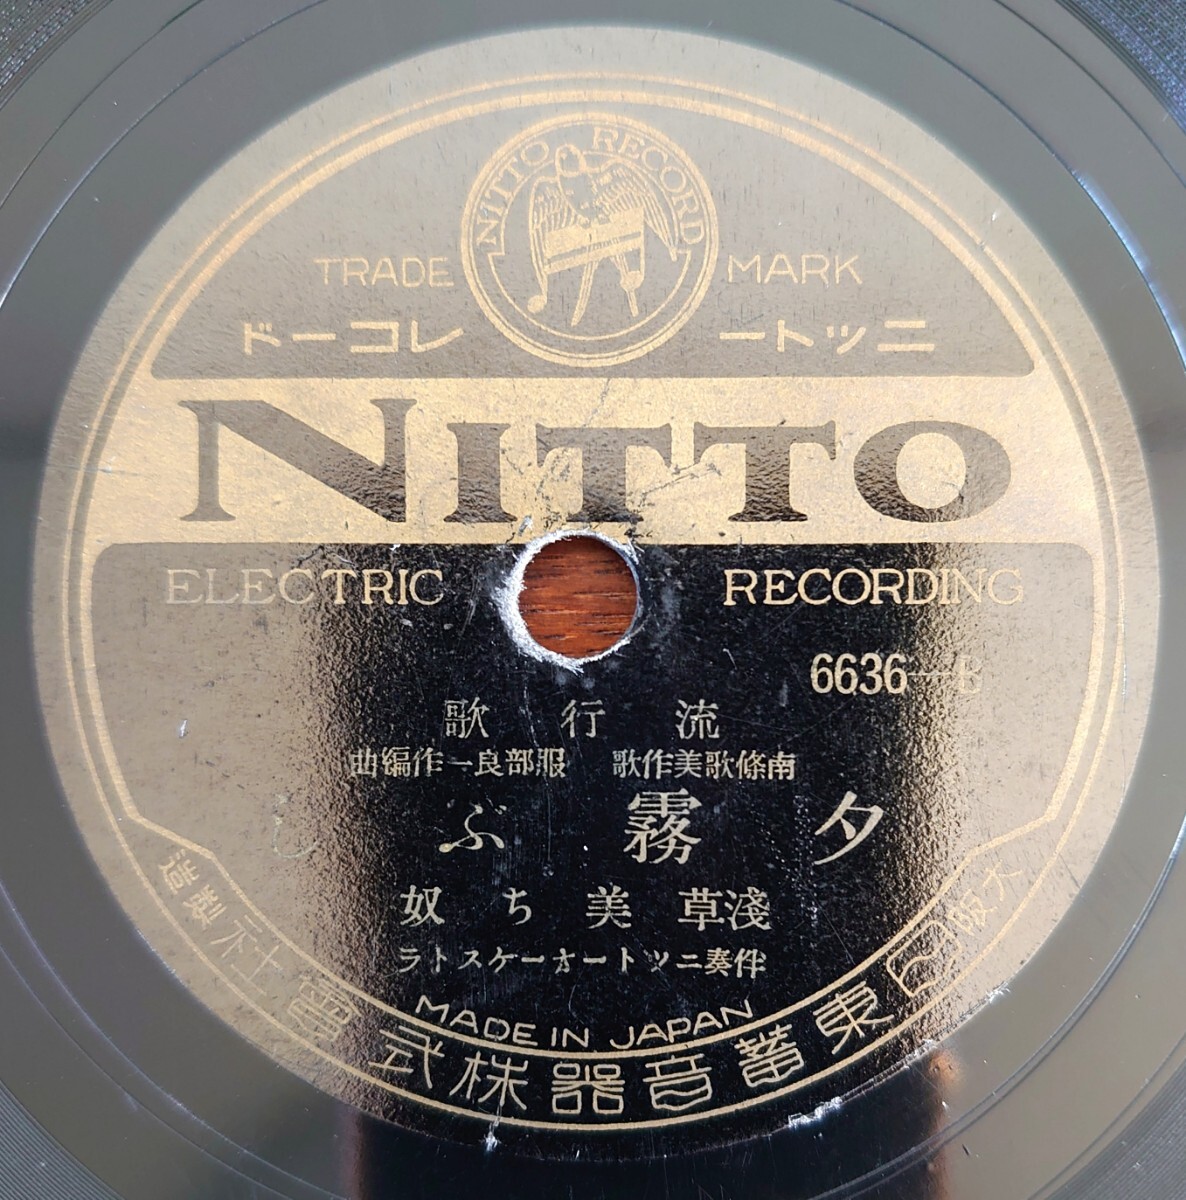 NITTO RECORD
TRADE MARK
ニットーレコード
NITTO
ELECTRIC RECORDING
6636—B
流行歌
南條歌美作歌 服部良一作編曲
夕霧ぶし
淺草美ち奴
伴奏ニットーオーケストラ
MADE IN JAPAN
大阪日東蓄音器株式會社製造